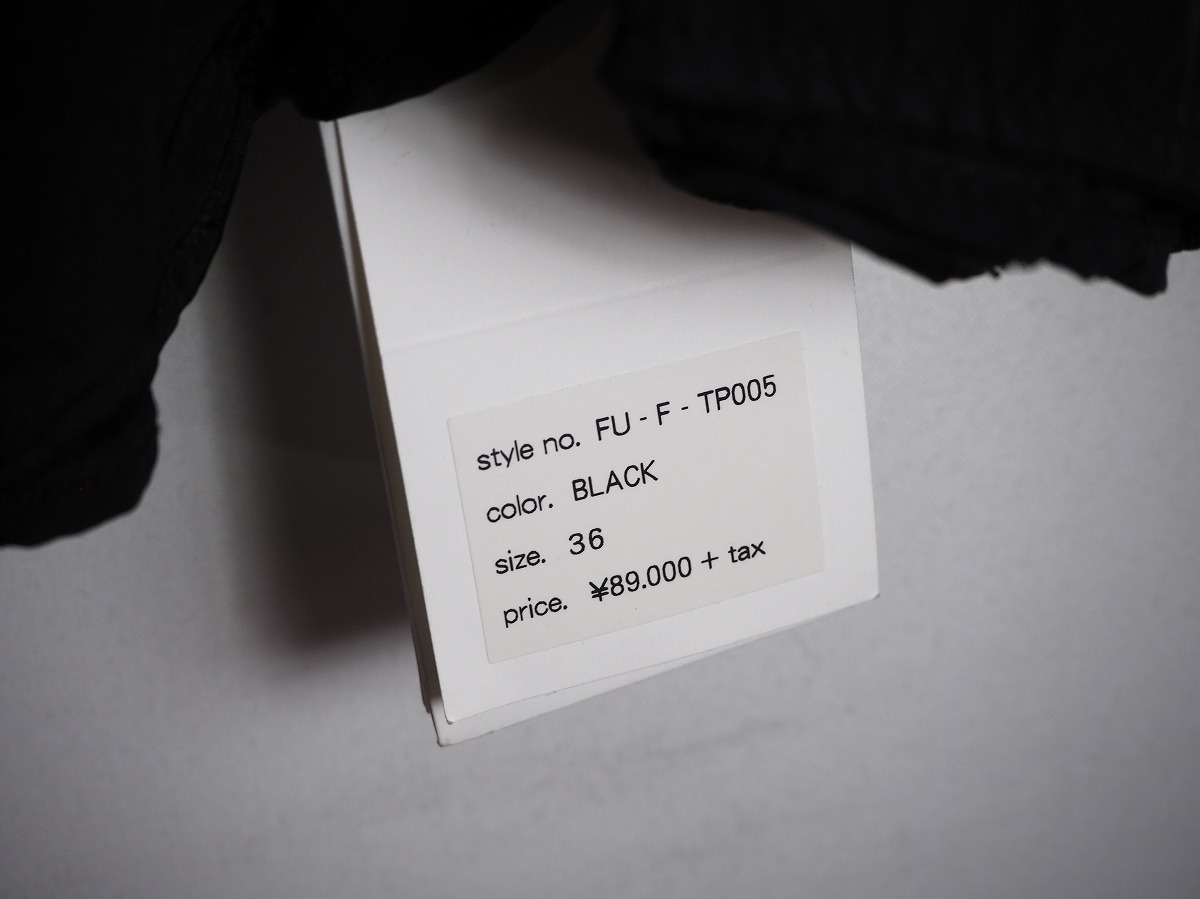 style no. FU - F - TP005
color. BLACK
size. 36
price. ¥89.000 + tax